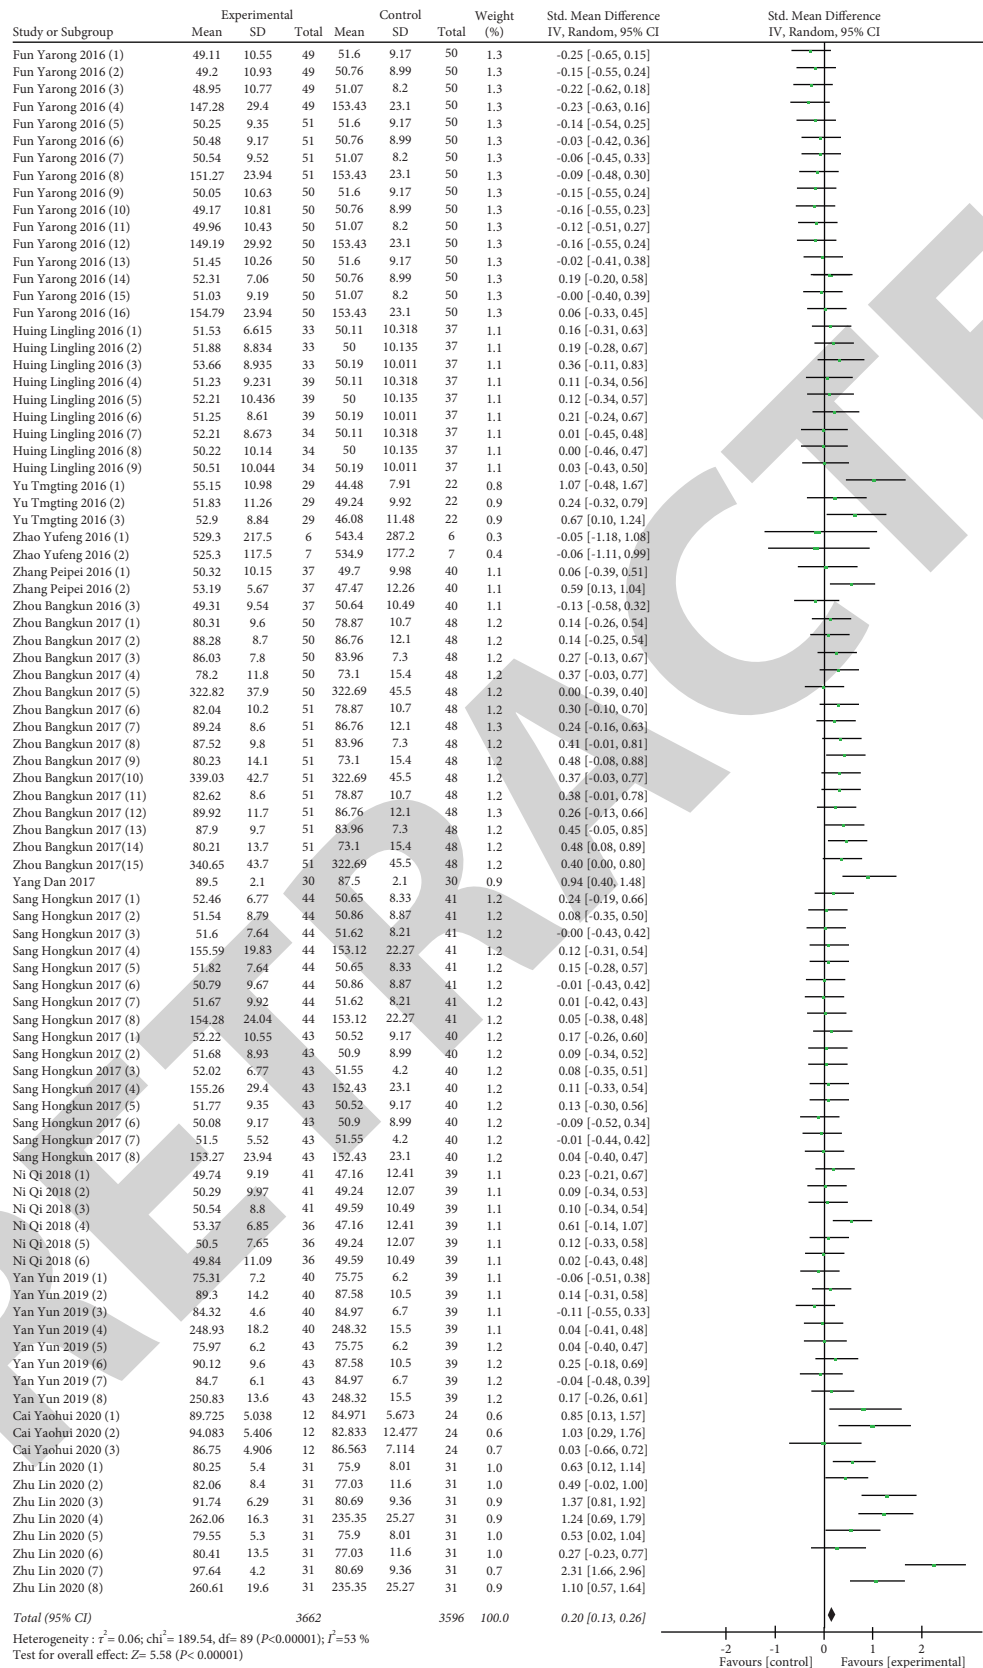 Experimental Control Weight Std. Mean Difference Std. Mean Difference
Study or Subgroup Mean SD Total Mean SD Total (%) IV, Random, 95% CI IV, Random, 95% CI
Fun Yarong 2016 (1) 49.11 10.55 49 51.6 9.17 50 1.3 -0.25 [-0.65, 0.15]
Fun Yarong 2016 (2) 49.2 10.93 49 50.76 8.99 50 1.3 -0.15 [-0.55, 0.24]
Fun Yarong 2016 (3) 48.95 10.77 49 51.07 8.2 50 1.3 -0.22 [-0.62, 0.18]
Fun Yarong 2016 (4) 147.28 29.4 49 153.43 23.1 50 1.3 -0.23 [-0.63, 0.16]
Fun Yarong 2016 (5) 50.25 9.35 51 51.6 9.17 50 1.3 -0.14 [-0.54, 0.25]
Fun Yarong 2016 (6) 50.48 9.17 51 50.76 8.99 50 1.3 -0.03 [-0.42, 0.36]
Fun Yarong 2016 (7) 50.54 9.52 51 51.07 8.2 50 1.3 -0.06 [-0.45, 0.33]
Fun Yarong 2016 (8) 151.27 23.94 51 153.43 23.1 50 1.3 -0.09 [-0.48, 0.30]
Fun Yarong 2016 (9) 50.05 10.63 50 51.6 9.17 50 1.3 -0.15 [-0.55, 0.24]
Fun Yarong 2016 (10) 49.17 10.81 50 50.76 8.99 50 1.3 -0.16 [-0.55, 0.23]
Fun Yarong 2016 (11) 49.96 10.43 50 51.07 8.2 50 1.3 -0.12 [-0.51, 0.27]
Fun Yarong 2016 (12) 149.19 29.92 50 153.43 23.1 50 1.3 -0.16 [-0.55, 0.24]
Fun Yarong 2016 (13) 51.45 10.26 50 51.6 9.17 50 1.3 -0.02 [-0.41, 0.38]
Fun Yarong 2016 (14) 52.31 7.06 50 50.76 8.99 50 1.3 0.19 [-0.20, 0.58]
Fun Yarong 2016 (15) 51.03 9.19 50 51.07 8.2 50 1.3 -0.00 [-0.40, 0.39]
Fun Yarong 2016 (16) 154.79 23.94 50 153.43 23.1 50 1.3 0.06 [-0.33, 0.45]
Huing Lingling 2016 (1) 51.53 6.615 33 50.11 10.318 37 1.1 0.16 [-0.31, 0.63]
Huing Lingling 2016 (2) 51.88 8.834 33 50 10.135 37 1.1 0.19 [-0.28, 0.67]
Huing Lingling 2016 (3) 53.66 8.935 33 50.19 10.011 37 1.1 0.36 [-0.11, 0.83]
Huing Lingling 2016 (4) 51.23 9.231 39 50.11 10.318 37 1.1 0.11 [-0.34, 0.56]
Huing Lingling 2016 (5) 52.21 10.436 39 50 10.135 37 1.1 0.12 [-0.34, 0.57]
Huing Lingling 2016 (6) 51.25 8.61 39 50.19 10.011 37 1.1 0.21 [-0.24, 0.67]
Huing Lingling 2016 (7) 52.21 8.673 34 50.11 10.318 37 1.1 0.01 [-0.45, 0.48]
Huing Lingling 2016 (8) 50.22 10.14 34 50 10.135 37 1.1 0.00 [-0.46, 0.47]
Huing Lingling 2016 (9) 50.51 10.044 34 50.19 10.011 37 1.1 0.03 [-0.43, 0.50]
Yu Tmgting 2016 (1) 55.15 10.98 29 44.48 7.91 22 0.8 1.07 [-0.48, 1.67]
Yu Tmgting 2016 (2) 51.83 11.26 29 49.24 9.92 22 0.9 0.24 [-0.32, 0.79]
Yu Tmgting 2016 (3) 52.9 8.84 29 46.08 11.48 22 0.9 0.67 [0.10, 1.24]
Zhao Yufeng 2016 (1) 529.3 217.5 6 543.4 287.2 6 0.3 -0.05 [-1.18, 1.08]
Zhao Yufeng 2016 (2) 525.3 117.5 7 534.9 177.2 7 0.4 -0.06 [-1.11, 0.99]
Zhang Peipei 2016 (1) 50.32 10.15 37 49.7 9.98 40 1.1 0.06 [-0.39, 0.51]
Zhang Peipei 2016 (2) 53.19 5.67 37 47.47 12.26 40 1.1 0.59 [0.13, 1.04]
Zhou Bangkun 2016 (3) 49.31 9.54 37 50.64 10.49 40 1.1 -0.13 [-0.58, 0.32]
Zhou Bangkun 2017 (1) 80.31 9.6 50 78.87 10.7 48 1.2 0.14 [-0.26, 0.54]
Zhou Bangkun 2017 (2) 88.28 8.7 50 86.76 12.1 48 1.2 0.14 [-0.25, 0.54]
Zhou Bangkun 2017 (3) 86.03 7.8 50 83.96 7.3 48 1.2 0.27 [-0.13, 0.67]
Zhou Bangkun 2017 (4) 78.2 11.8 50 73.1 15.4 48 1.2 0.37 [-0.03, 0.77]
Zhou Bangkun 2017 (5) 322.82 37.9 50 322.69 45.5 48 1.2 0.00 [-0.39, 0.40]
Zhou Bangkun 2017 (6) 82.04 10.2 51 78.87 10.7 48 1.2 0.30 [-0.10, 0.70]
Zhou Bangkun 2017 (7) 89.24 8.6 51 86.76 12.1 48 1.3 0.24 [-0.16, 0.63]
Zhou Bangkun 2017 (8) 87.52 9.8 51 83.96 7.3 48 1.2 0.41 [-0.01, 0.81]
Zhou Bangkun 2017 (9) 80.23 14.1 51 73.1 15.4 48 1.2 0.48 [-0.08, 0.88]
Zhou Bangkun 2017(10) 339.03 42.7 51 322.69 45.5 48 1.2 0.37 [-0.03, 0.77]
Zhou Bangkun 2017 (11) 82.62 8.6 51 78.87 10.7 48 1.2 0.38 [-0.01, 0.78]
Zhou Bangkun 2017 (12) 89.92 11.7 51 86.76 12.1 48 1.3 0.26 [-0.13, 0.66]
Zhou Bangkun 2017 (13) 87.9 9.7 51 83.96 7.3 48 1.2 0.45 [-0.05, 0.85]
Zhou Bangkun 2017(14) 80.21 13.7 51 73.1 15.4 48 1.2 0.48 [0.08, 0.89]
Zhou Bangkun 2017(15) 340.65 43.7 51 322.69 45.5 48 1.2 0.40 [0.00, 0.80]
Yang Dan 2017 89.5 2.1 30 87.5 2.1 30 0.9 0.94 [0.40, 1.48]
Sang Hongkun 2017 (1) 52.46 6.77 44 50.65 8.33 41 1.2 0.24 [-0.19, 0.66]
Sang Hongkun 2017 (2) 51.54 8.79 44 50.86 8.87 41 1.2 0.08 [-0.35, 0.50]
Sang Hongkun 2017 (3) 51.6 7.64 44 51.62 8.21 41 1.2 -0.00 [-0.43, 0.42]
Sang Hongkun 2017 (4) 155.59 19.83 44 153.12 22.27 41 1.2 0.12 [-0.31, 0.54]
Sang Hongkun 2017 (5) 51.82 7.64 44 50.65 8.33 41 1.2 0.15 [-0.28, 0.57]
Sang Hongkun 2017 (6) 50.79 9.67 44 50.86 8.87 41 1.2 -0.01 [-0.43, 0.42]
Sang Hongkun 2017 (7) 51.67 9.92 44 51.62 8.21 41 1.2 0.01 [-0.42, 0.43]
Sang Hongkun 2017 (8) 154.28 24.04 44 153.12 22.27 41 1.2 0.05 [-0.38, 0.48]
Sang Hongkun 2017 (1) 52.22 10.55 43 50.52 9.17 40 1.2 0.17 [-0.26, 0.60]
Sang Hongkun 2017 (2) 51.68 8.93 43 50.9 8.99 40 1.2 0.09 [-0.34, 0.52]
Sang Hongkun 2017 (3) 52.02 6.77 43 51.55 4.2 40 1.2 0.08 [-0.35, 0.51]
Sang Hongkun 2017 (4) 155.26 29.4 43 152.43 23.1 40 1.2 0.11 [-0.33, 0.54]
Sang Hongkun 2017 (5) 51.77 9.35 43 50.52 9.17 40 1.2 0.13 [-0.30, 0.56]
Sang Hongkun 2017 (6) 50.08 9.17 43 50.9 8.99 40 1.2 -0.09 [-0.52, 0.34]
Sang Hongkun 2017 (7) 51.5 5.52 43 51.55 4.2 40 1.2 -0.01 [-0.44, 0.42]
Sang Hongkun 2017 (8) 153.27 23.94 43 152.43 23.1 40 1.2 0.04 [-0.40, 0.47]
Ni Qi 2018 (1) 49.74 9.19 41 47.16 12.41 39 1.1 0.23 [-0.21, 0.67]
Ni Qi 2018 (2) 50.29 9.97 41 49.24 12.07 39 1.1 0.09 [-0.34, 0.53]
Ni Qi 2018 (3) 50.54 8.8 41 49.59 10.49 39 1.1 0.10 [-0.34, 0.54]
Ni Qi 2018 (4) 53.37 6.85 36 47.16 12.41 39 1.1 0.61 [-0.14, 1.07]
Ni Qi 2018 (5) 50.5 7.65 36 49.24 12.07 39 1.1 0.12 [-0.33, 0.58]
Ni Qi 2018 (6) 49.84 11.09 36 49.59 10.49 39 1.1 0.02 [-0.43, 0.48]
Yan Yun 2019 (1) 75.31 7.2 40 75.75 6.2 39 1.1 -0.06 [-0.51, 0.38]
Yan Yun 2019 (2) 89.3 14.2 40 87.58 10.5 39 1.1 0.14 [-0.31, 0.58]
Yan Yun 2019 (3) 84.32 4.6 40 84.97 6.7 39 1.1 -0.11 [-0.55, 0.33]
Yan Yun 2019 (4) 248.93 18.2 40 248.32 15.5 39 1.1 0.04 [-0.41, 0.48]
Yan Yun 2019 (5) 75.97 6.2 43 75.75 6.2 39 1.2 0.04 [-0.40, 0.47]
Yan Yun 2019 (6) 90.12 9.6 43 87.58 10.5 39 1.2 0.25 [-0.18, 0.69]
Yan Yun 2019 (7) 84.7 6.1 43 84.97 6.7 39 1.2 -0.04 [-0.48, 0.39]
Yan Yun 2019 (8) 250.83 13.6 43 248.32 15.5 39 1.2 0.17 [-0.26, 0.61]
Cai Yaohui 2020 (1) 89.725 5.038 12 84.971 5.673 24 0.6 0.85 [0.13, 1.57]
Cai Yaohui 2020 (2) 94.083 5.406 12 82.833 12.477 24 0.6 1.03 [0.29, 1.76]
Cai Yaohui 2020 (3) 86.75 4.906 12 86.563 7.114 24 0.7 0.03 [-0.66, 0.72]
Zhu Lin 2020 (1) 80.25 5.4 31 75.9 8.01 31 1.0 0.63 [0.12, 1.14]
Zhu Lin 2020 (2) 82.06 8.4 31 77.03 11.6 31 1.0 0.49 [-0.02, 1.00]
Zhu Lin 2020 (3) 91.74 6.29 31 80.69 9.36 31 0.9 1.37 [0.81, 1.92]
Zhu Lin 2020 (4) 262.06 16.3 31 235.35 25.27 31 0.9 1.24 [0.69, 1.79]
Zhu Lin 2020 (5) 79.55 5.3 31 75.9 8.01 31 1.0 0.53 [0.02, 1.04]
Zhu Lin 2020 (6) 80.41 13.5 31 77.03 11.6 31 1.0 0.27 [-0.23, 0.77]
Zhu Lin 2020 (7) 97.64 4.2 31 80.69 9.36 31 0.7 2.31 [1.66, 2.96]
Zhu Lin 2020 (8) 260.61 19.6 31 235.35 25.27 31 0.9 1.10 [0.57, 1.64]
Total (95% CI) 3662 3596 100.0 0.20 [0.13, 0.26]
Heterogeneity : τ² = 0.06; chi² = 189.54, df= 89 (P<0.00001); I²=53 %
Test for overall effect: Z= 5.58 (P< 0.00001)
-2 -1 0 1 2
Favours [control] Favours [experimental]
RETRACTE